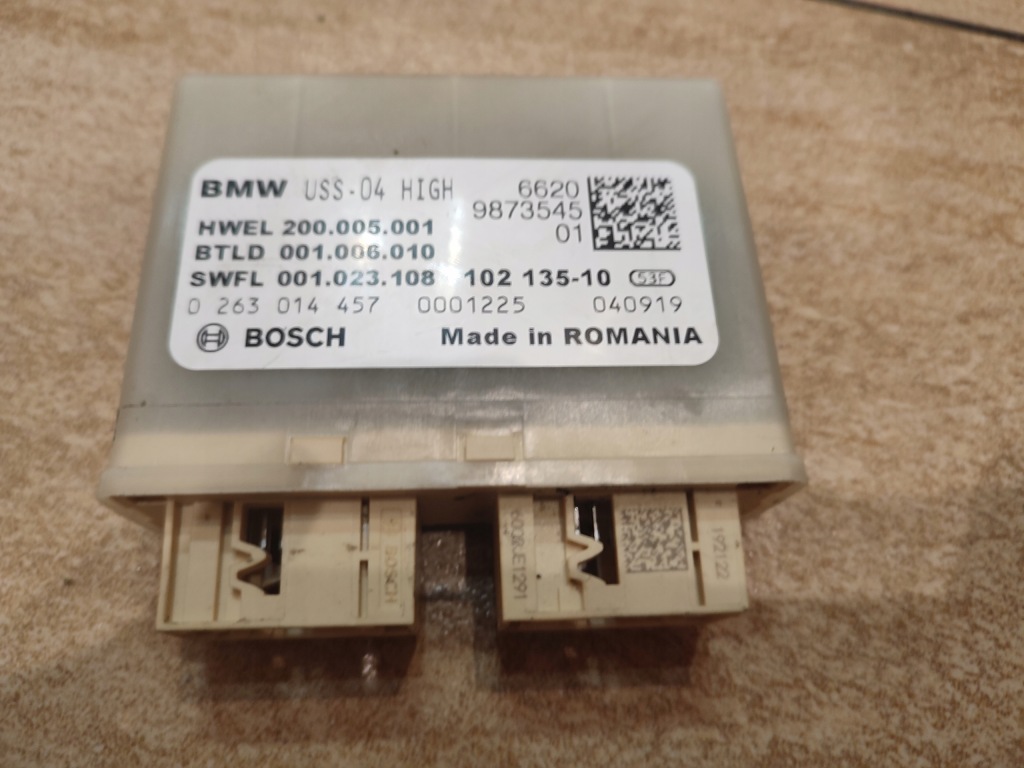 BMW USS-04 HIGH 6620
9873545
01
HWEL 200.005.001
BTLD 001.006.010
SWFL 001.023.108 102 135-10 53F
0 263 014 457 0001225 040919
BOSCH Made in ROMANIA
BOSCH
192122